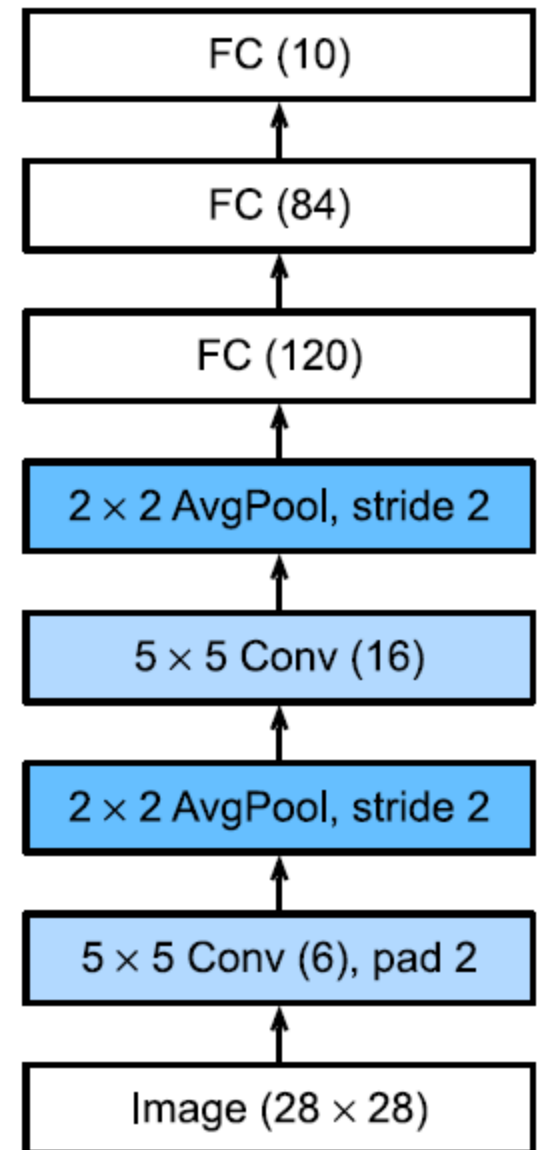 FC (10)
FC (84)
FC (120)
2 × 2 AvgPool, stride 2
5 × 5 Conv (16)
2 × 2 AvgPool, stride 2
5 × 5 Conv (6), pad 2
Image (28 × 28)